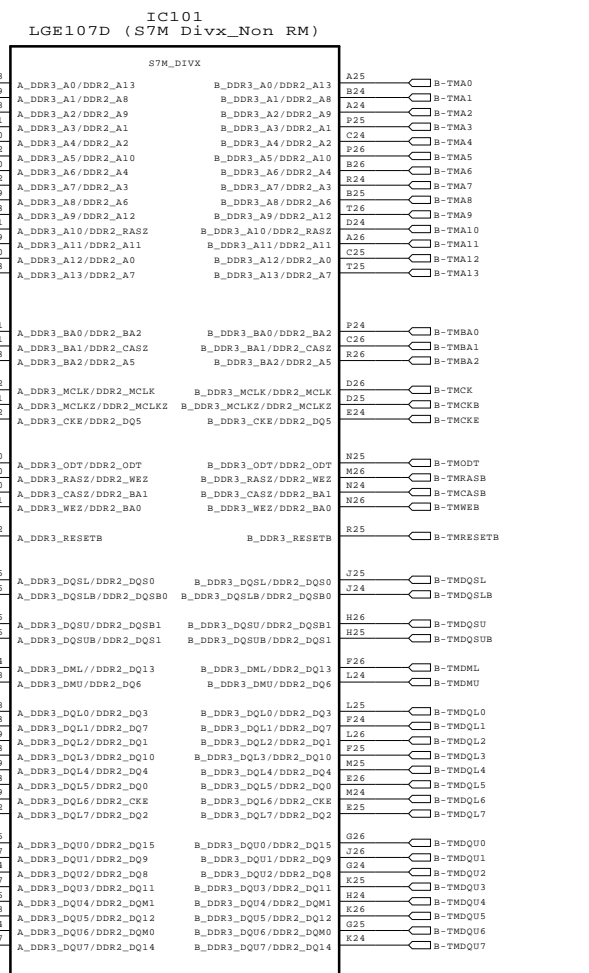 IC101
LGE107D (S7M Divx_Non RM)
S7M_DIVX
A_DDR3_A0/DDR2_A13 B_DDR3_A0/DDR2_A13 A25 B-TMA0
A_DDR3_A1/DDR2_A8 B_DDR3_A1/DDR2_A8 B24 B-TMA1
A_DDR3_A2/DDR2_A9 B_DDR3_A2/DDR2_A9 A24 B-TMA2
A_DDR3_A3/DDR2_A1 B_DDR3_A3/DDR2_A1 P25 B-TMA3
A_DDR3_A4/DDR2_A2 B_DDR3_A4/DDR2_A2 C24 B-TMA4
A_DDR3_A5/DDR2_A10 B_DDR3_A5/DDR2_A10 P26 B-TMA5
A_DDR3_A6/DDR2_A4 B_DDR3_A6/DDR2_A4 B26 B-TMA6
A_DDR3_A7/DDR2_A3 B_DDR3_A7/DDR2_A3 R24 B-TMA7
A_DDR3_A8/DDR2_A6 B_DDR3_A8/DDR2_A6 B25 B-TMA8
A_DDR3_A9/DDR2_A12 B_DDR3_A9/DDR2_A12 T26 B-TMA9
A_DDR3_A10/DDR2_RASZ B_DDR3_A10/DDR2_RASZ D24 B-TMA10
A_DDR3_A11/DDR2_A11 B_DDR3_A11/DDR2_A11 A26 B-TMA11
A_DDR3_A12/DDR2_A0 B_DDR3_A12/DDR2_A0 C25 B-TMA12
A_DDR3_A13/DDR2_A7 B_DDR3_A13/DDR2_A7 T25 B-TMA13
A_DDR3_BA0/DDR2_BA2 B_DDR3_BA0/DDR2_BA2 P24 B-TMBA0
A_DDR3_BA1/DDR2_CASZ B_DDR3_BA1/DDR2_CASZ C26 B-TMBA1
A_DDR3_BA2/DDR2_A5 B_DDR3_BA2/DDR2_A5 R26 B-TMBA2
A_DDR3_MCLK/DDR2_MCLK B_DDR3_MCLK/DDR2_MCLK D26 B-TMCK
A_DDR3_MCLKZ/DDR2_MCLKZ B_DDR3_MCLKZ/DDR2_MCLKZ D25 B-TMCKB
A_DDR3_CKE/DDR2_DQ5 B_DDR3_CKE/DDR2_DQ5 E24 B-TMCKE
A_DDR3_ODT/DDR2_ODT B_DDR3_ODT/DDR2_ODT N25 B-TMODT
A_DDR3_RASZ/DDR2_WEZ B_DDR3_RASZ/DDR2_WEZ M26 B-TMRASB
A_DDR3_CASZ/DDR2_BA1 B_DDR3_CASZ/DDR2_BA1 N24 B-TMCASB
A_DDR3_WEZ/DDR2_BA0 B_DDR3_WEZ/DDR2_BA0 N26 B-TMWEB
A_DDR3_RESETB B_DDR3_RESETB R25 B-TMRESETB
A_DDR3_DQSL/DDR2_DQS0 B_DDR3_DQSL/DDR2_DQS0 J25 B-TMDQSL
A_DDR3_DQSLB/DDR2_DQSB0 B_DDR3_DQSLB/DDR2_DQSB0 J24 B-TMDQSLB
A_DDR3_DQSU/DDR2_DQSB1 B_DDR3_DQSU/DDR2_DQSB1 H26 B-TMDQSU
A_DDR3_DQSUB/DDR2_DQS1 B_DDR3_DQSUB/DDR2_DQS1 H25 B-TMDQSUB
A_DDR3_DML//DDR2_DQ13 B_DDR3_DML/DDR2_DQ13 F26 B-TMDML
A_DDR3_DMU/DDR2_DQ6 B_DDR3_DMU/DDR2_DQ6 L24 B-TMDMU
A_DDR3_DQL0/DDR2_DQ3 B_DDR3_DQL0/DDR2_DQ3 L25 B-TMDQL0
A_DDR3_DQL1/DDR2_DQ7 B_DDR3_DQL1/DDR2_DQ7 F24 B-TMDQL1
A_DDR3_DQL2/DDR2_DQ1 B_DDR3_DQL2/DDR2_DQ1 L26 B-TMDQL2
A_DDR3_DQL3/DDR2_DQ10 B_DDR3_DQL3/DDR2_DQ10 F25 B-TMDQL3
A_DDR3_DQL4/DDR2_DQ4 B_DDR3_DQL4/DDR2_DQ4 M25 B-TMDQL4
A_DDR3_DQL5/DDR2_DQ0 B_DDR3_DQL5/DDR2_DQ0 E26 B-TMDQL5
A_DDR3_DQL6/DDR2_CKE B_DDR3_DQL6/DDR2_CKE M24 B-TMDQL6
A_DDR3_DQL7/DDR2_DQ2 B_DDR3_DQL7/DDR2_DQ2 E25 B-TMDQL7
A_DDR3_DQU0/DDR2_DQ15 B_DDR3_DQU0/DDR2_DQ15 G26 B-TMDQU0
A_DDR3_DQU1/DDR2_DQ9 B_DDR3_DQU1/DDR2_DQ9 J26 B-TMDQU1
A_DDR3_DQU2/DDR2_DQ8 B_DDR3_DQU2/DDR2_DQ8 G24 B-TMDQU2
A_DDR3_DQU3/DDR2_DQ11 B_DDR3_DQU3/DDR2_DQ11 K25 B-TMDQU3
A_DDR3_DQU4/DDR2_DQM1 B_DDR3_DQU4/DDR2_DQM1 H24 B-TMDQU4
A_DDR3_DQU5/DDR2_DQ12 B_DDR3_DQU5/DDR2_DQ12 K26 B-TMDQU5
A_DDR3_DQU6/DDR2_DQM0 B_DDR3_DQU6/DDR2_DQM0 G25 B-TMDQU6
A_DDR3_DQU7/DDR2_DQ14 B_DDR3_DQU7/DDR2_DQ14 K24 B-TMDQU7